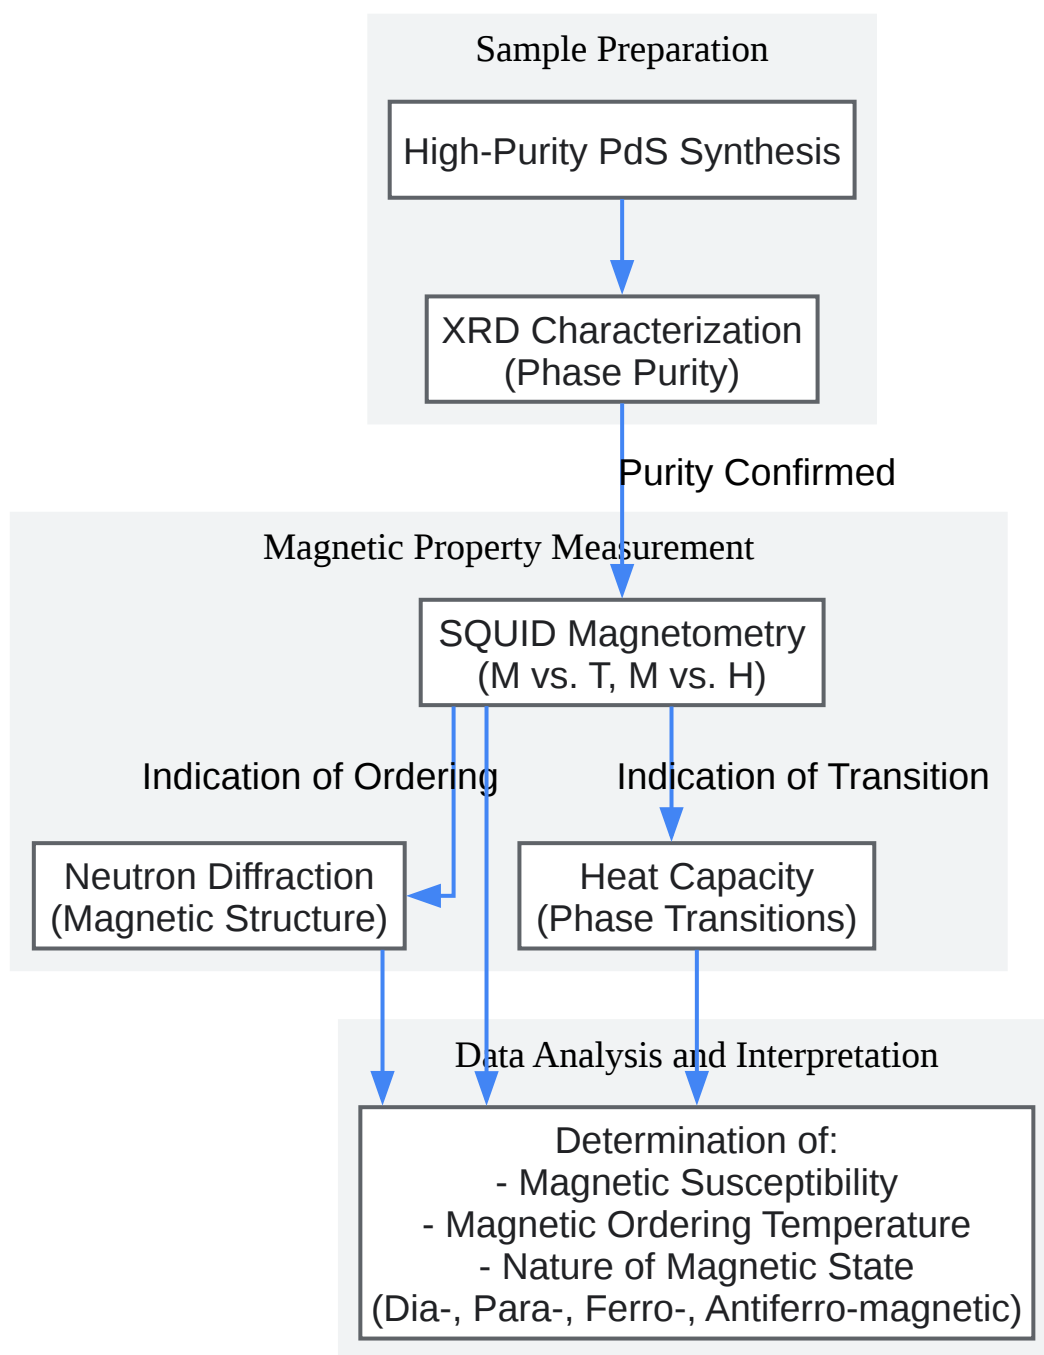 Sample Preparation
High-Purity PdS Synthesis
XRD Characterization
(Phase Purity)
Purity Confirmed
Magnetic Property Measurement
SQUID Magnetometry
(M vs. T, M vs. H)
Indication of Ordering
Indication of Transition
Neutron Diffraction
(Magnetic Structure)
Heat Capacity
(Phase Transitions)
Data Analysis and Interpretation
Determination of:
- Magnetic Susceptibility
- Magnetic Ordering Temperature
- Nature of Magnetic State
(Dia-, Para-, Ferro-, Antiferro-magnetic)